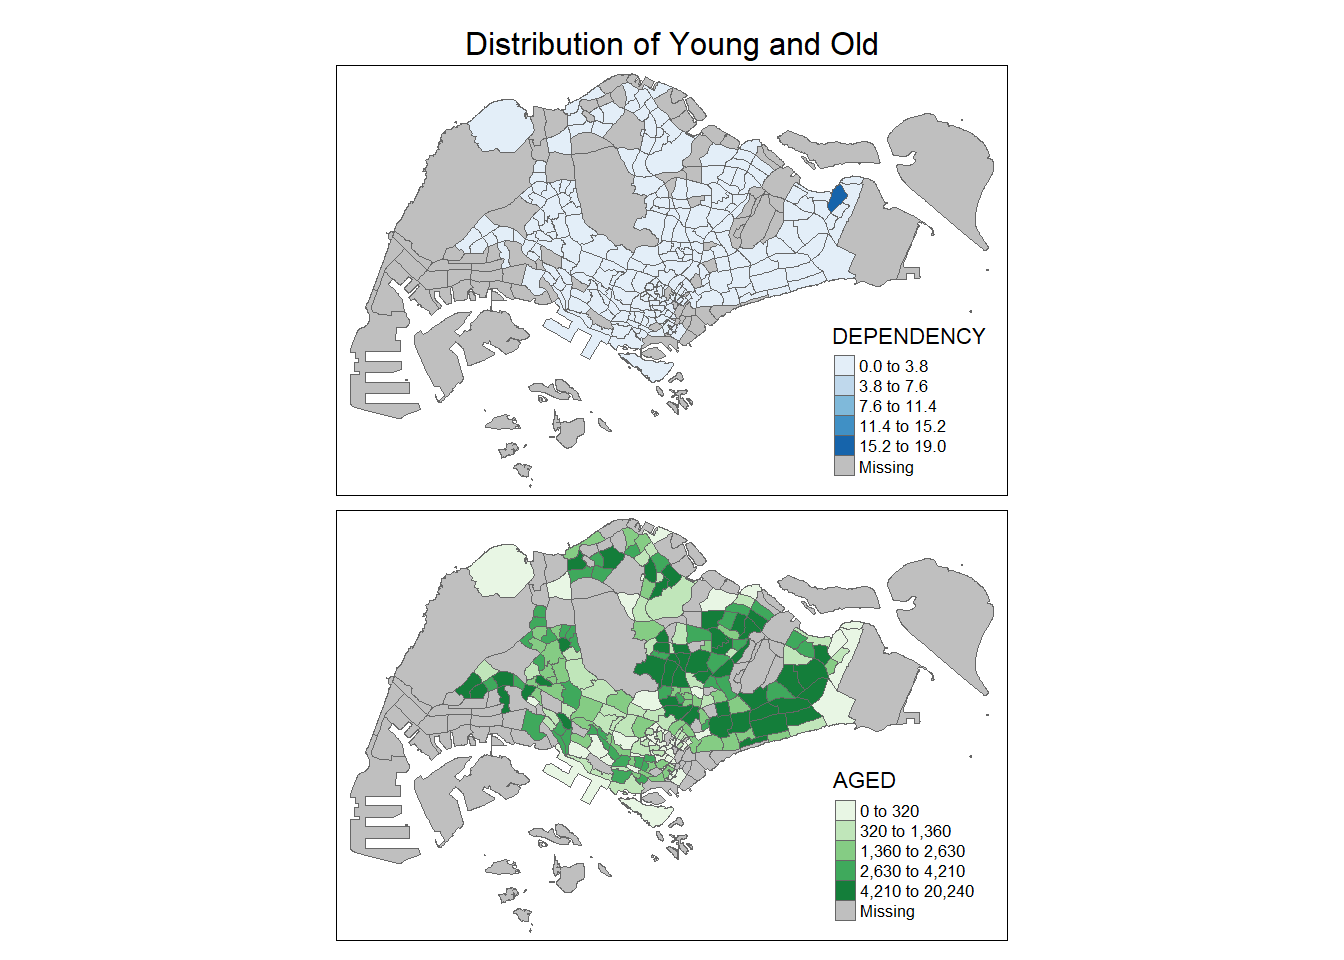 Distribution of Young and Old
DEPENDENCY
0.0 to 3.8
3.8 to 7.6
7.6 to 11.4
11.4 to 15.2
15.2 to 19.0
Missing
AGED
0 to 320
320 to 1,360
1,360 to 2,630
2,630 to 4,210
4,210 to 20,240
Missing